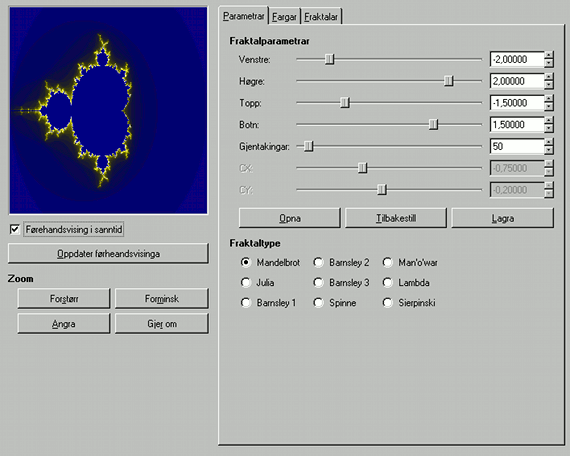 Parametrar Fargar Fraktalar
Førehandsvising i sanntid
Oppdater førheandsvisinga
Zoom
Forstørr Forminsk
Angra Gjer om
Fraktalparametrar
Venstre: -2,00000
Høgre: 2,00000
Topp: -1,50000
Botn: 1,50000
Gjentakingar: 50
CX: -0,75000
CY: -0,20000
Opna Tilbakestill Lagra
Fraktaltype
Mandelbrot Barnsley 2 Man'o'war
Julia Barnsley 3 Lambda
Barnsley 1 Spinne Sierpinski